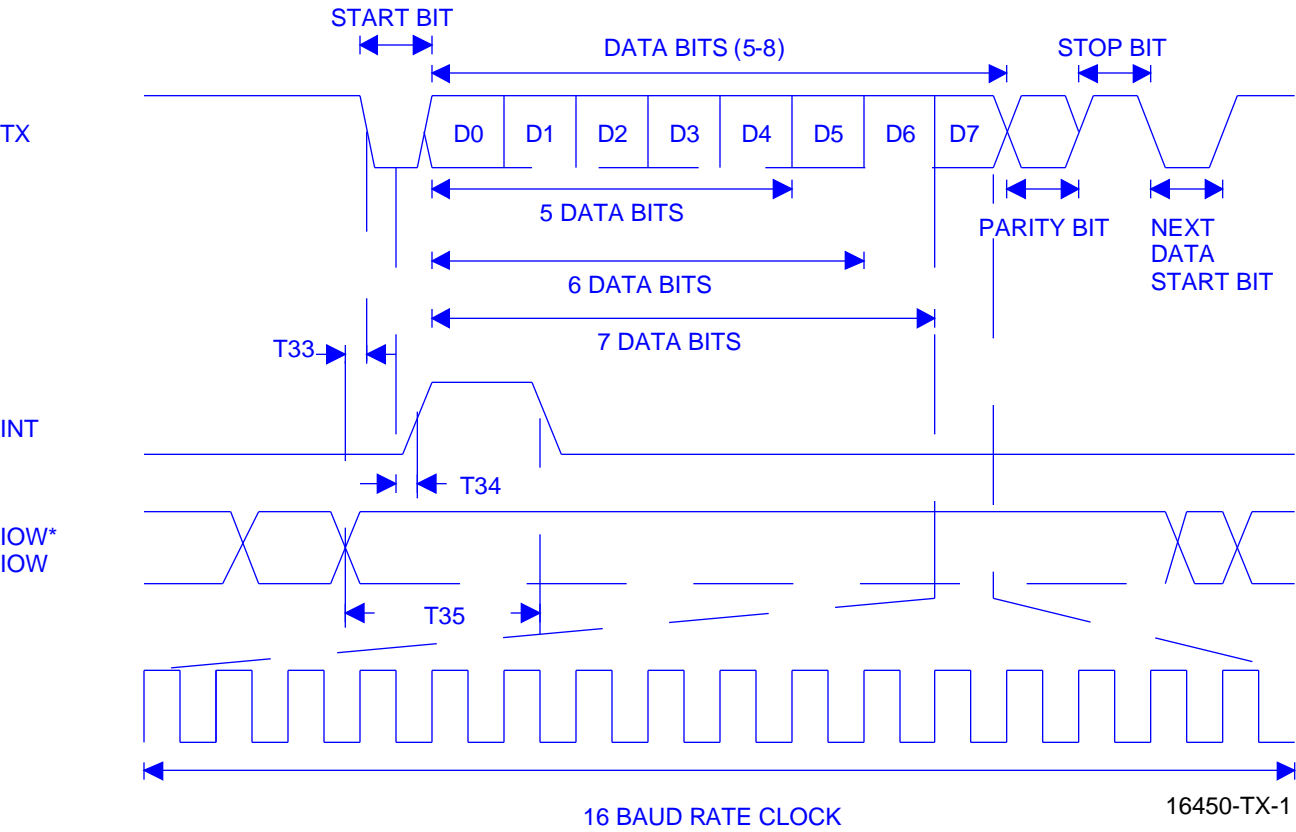 START BIT
DATA BITS (5-8)
STOP BIT
TX
D0 D1 D2 D3 D4 D5 D6 D7
5 DATA BITS
PARITY BIT
NEXT
DATA
START BIT
6 DATA BITS
7 DATA BITS
T33
INT
T34
IOW*
IOW
T35
16 BAUD RATE CLOCK
16450-TX-1